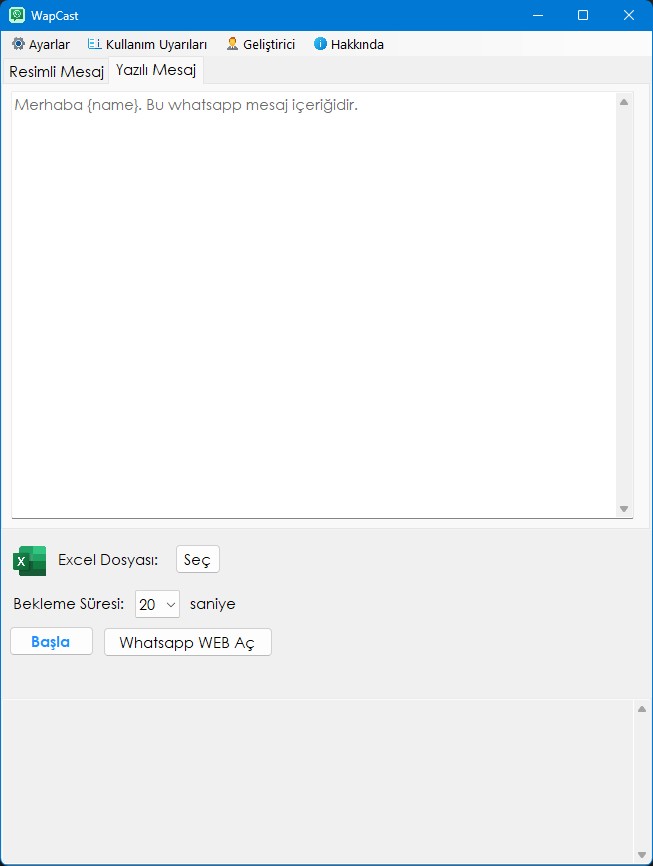 WapCast
Ayarlar Kullanım Uyarıları Geliştirici Hakkında
Resimli Mesaj Yazılı Mesaj
Merhaba {name}. Bu whatsapp mesaj içeriğidir.
Excel Dosyası: Seç
Bekleme Süresi: 20 saniye
Başla Whatsapp WEB Aç